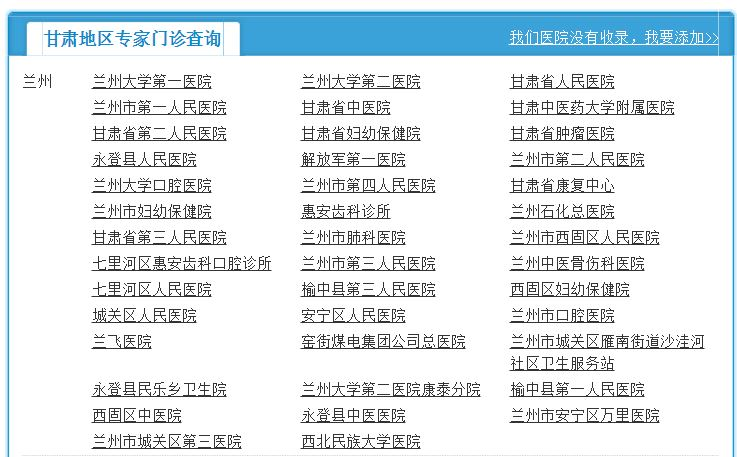 甘肃地区专家门诊查询
我们医院没有收录，我要添加>>
兰州 兰州大学第一医院 兰州大学第二医院 甘肃省人民医院
兰州市第一人民医院 甘肃省中医院 甘肃中医药大学附属医院
甘肃省第二人民医院 甘肃省妇幼保健院 甘肃省肿瘤医院
永登县人民医院 解放军第一医院 兰州市第二人民医院
兰州大学口腔医院 兰州市第四人民医院 甘肃省康复中心
兰州市妇幼保健院 惠安齿科诊所 兰州石化总医院
甘肃省第三人民医院 兰州市肺科医院 兰州市西固区人民医院
七里河区惠安齿科口腔诊所 兰州市第三人民医院 兰州中医骨伤科医院
七里河区人民医院 榆中县第三人民医院 西固区妇幼保健院
城关区人民医院 安宁区人民医院 兰州市口腔医院
兰飞医院 窑街煤电集团公司总医院 兰州市城关区雁南街道沙洼河
社区卫生服务站
永登县民乐乡卫生院 兰州大学第二医院康泰分院 榆中县第一人民医院
西固区中医院 永登县中医医院 兰州市安宁区万里医院
兰州市城关区第三医院 西北民族大学医院